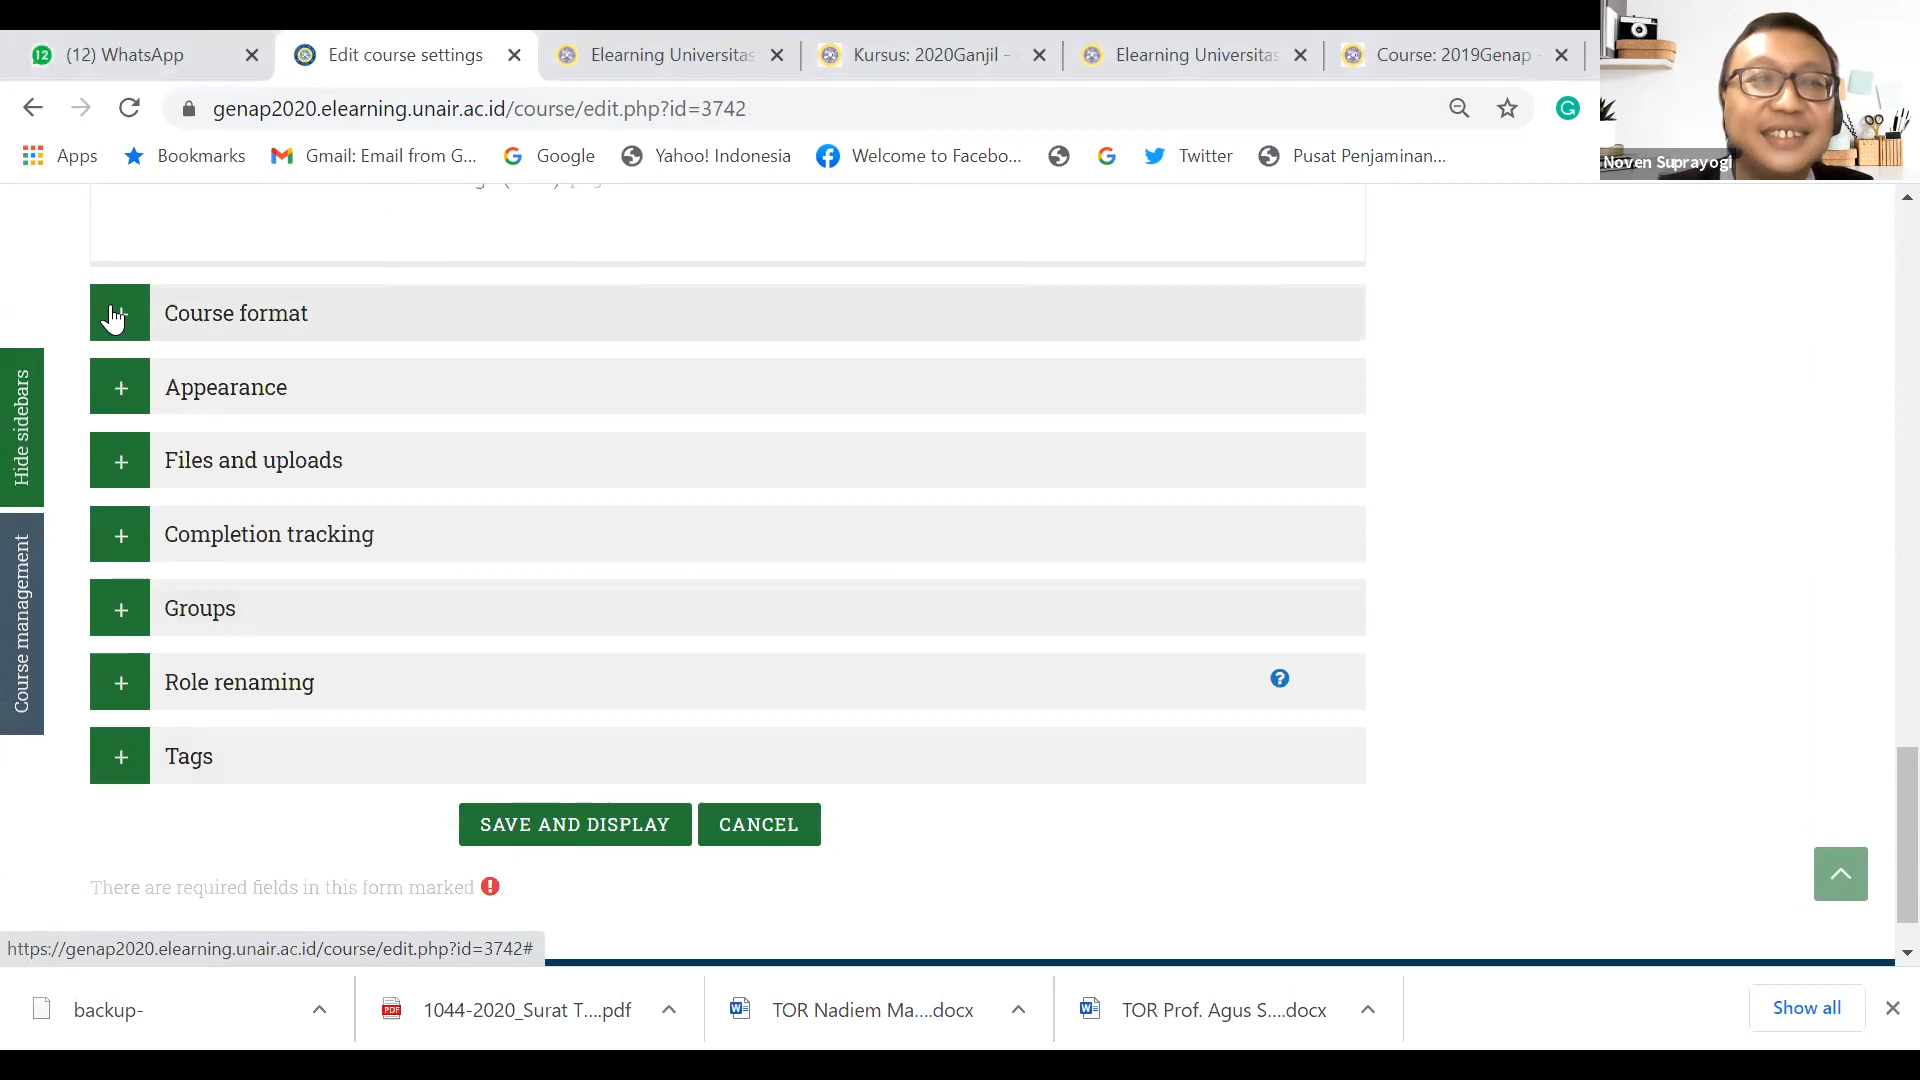 12 (12) WhatsApp
Edit course settings
Elearning Universitas
Kursus: 2020Ganjil -
Elearning Universitas
Course: 2019Genap -
genap2020.elearning.unair.ac.id/course/edit.php?id=3742
G
Apps
Bookmarks
Gmail: Email from G...
Google
Yahoo! Indonesia
Welcome to Facebo...
Twitter
Pusat Penjaminan...
Noven Suprayogi
Course format
Appearance
Files and uploads
Completion tracking
Groups
Role renaming
?
Tags
Hide sidebars
Course management
SAVE AND DISPLAY
CANCEL
There are required fields in this form marked
https://genap2020.elearning.unair.ac.id/course/edit.php?id=3742#
backup-
PDF
1044-2020_Surat T....pdf
TOR Nadiem Ma....docx
TOR Prof. Agus S....docx
Show all